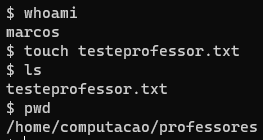 $ whoami
marcos
$ touch testeprofessor.txt
$ ls
testeprofessor.txt
$ pwd
/home/computacao/professores